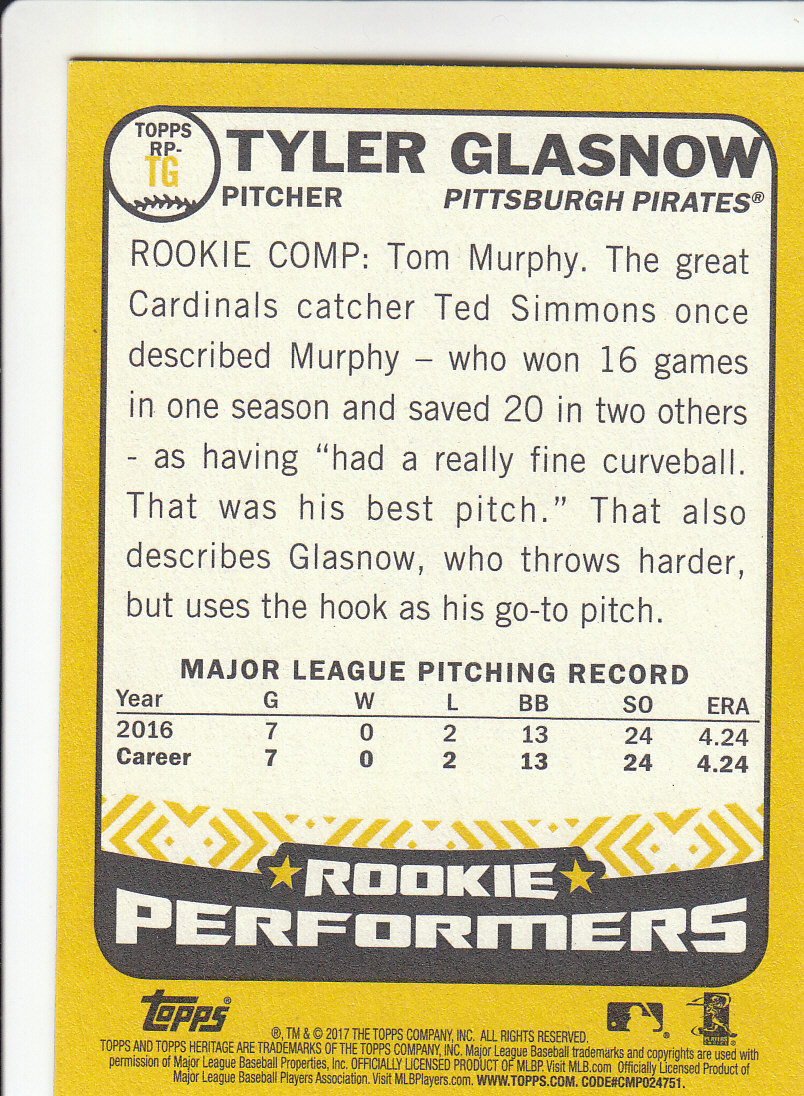 TOPPS
RP-
TG
TYLER GLASNOW
PITCHER PITTSBURGH PIRATES®
ROOKIE COMP: Tom Murphy. The great
Cardinals catcher Ted Simmons once
described Murphy – who won 16 games
in one season and saved 20 in two others
- as having “had a really fine curveball.
That was his best pitch.” That also
describes Glasnow, who throws harder,
but uses the hook as his go-to pitch.
MAJOR LEAGUE PITCHING RECORD
Year G W L BB SO ERA
2016 7 0 2 13 24 4.24
Career 7 0 2 13 24 4.24
ROOKIE
PERFORMERS
Topps®
®, TM & © 2017 THE TOPPS COMPANY, INC. ALL RIGHTS RESERVED.
TOPPS AND TOPPS HERITAGE ARE TRADEMARKS OF THE TOPPS COMPANY, INC. Major League Baseball trademarks and copyrights are used with
permission of Major League Baseball Properties, Inc. OFFICIALLY LICENSED PRODUCT OF MLBP. Visit MLB.com Officially Licensed Product of
Major League Baseball Players Association. Visit MLBPlayers.com. WWW.TOPPS.COM. CODE#CMP024751.